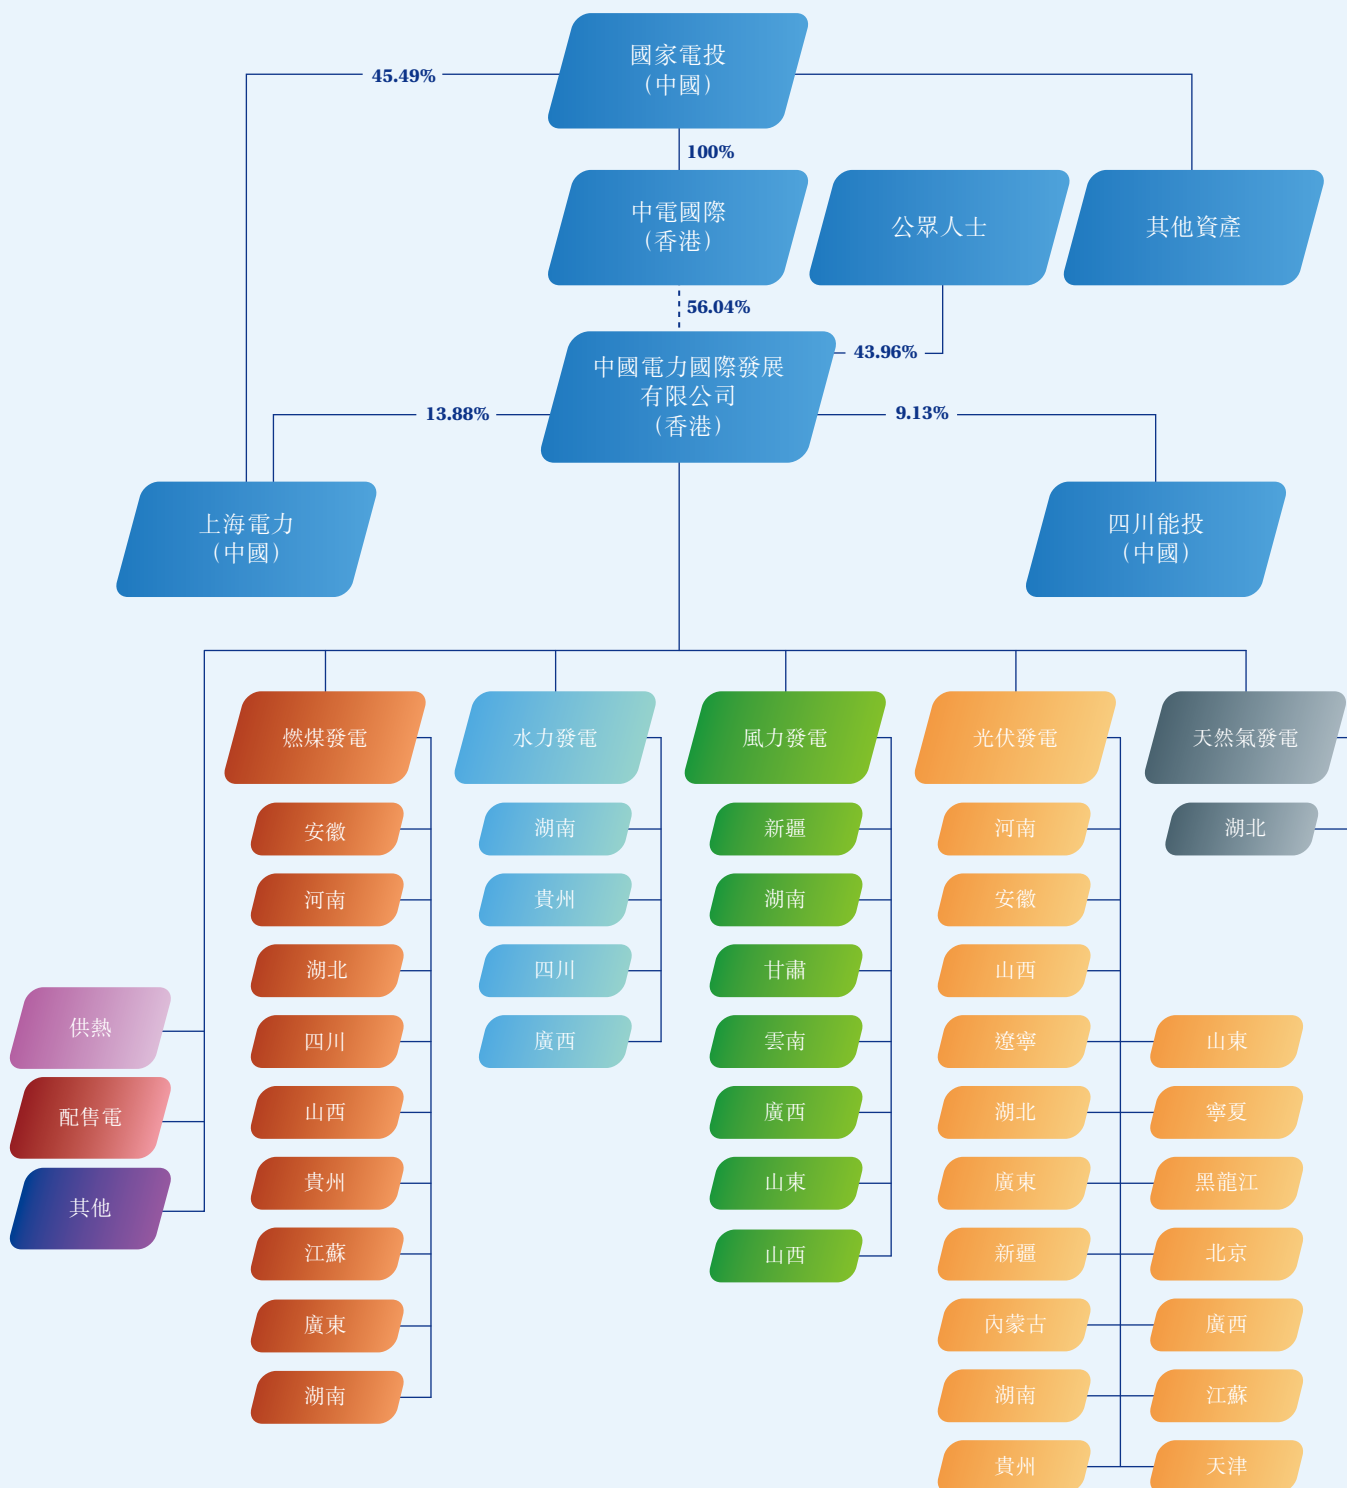 國家電投
(中國)
45.49%
100%
中電國際
(香港)
公眾人士
其他資產
56.04%
43.96%
中國電力國際發展
有限公司
(香港)
13.88%
9.13%
上海電力
(中國)
四川能投
(中國)
燃煤發電
安徽
河南
湖北
四川
山西
貴州
江蘇
廣東
湖南
水力發電
湖南
貴州
四川
廣西
風力發電
新疆
湖南
甘肅
雲南
廣西
山東
山西
光伏發電
河南
安徽
山西
遼寧
湖北
廣東
新疆
內蒙古
湖南
貴州
山東
寧夏
黑龍江
北京
廣西
江蘇
天津
天然氣發電
湖北
供熱
配售電
其他